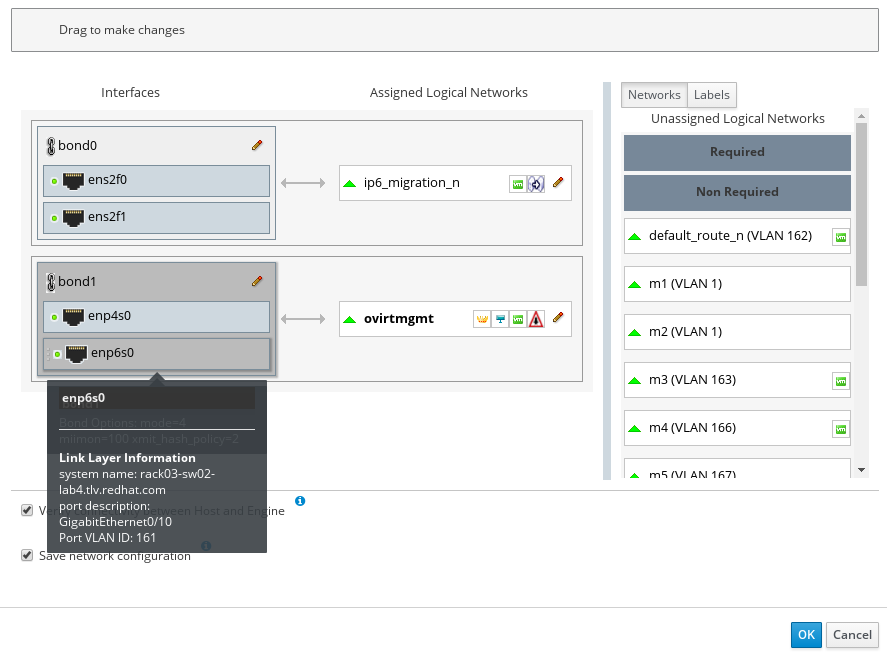 Drag to make changes
Interfaces
Assigned Logical Networks
Networks
Labels
Unassigned Logical Networks
bond0
ens2f0
ens2f1
ip6_migration_n
bond1
enp4s0
enp6s0
ovirtmgmt
Required
Non Required
default_route_n (VLAN 162)
m1 (VLAN 1)
m2 (VLAN 1)
m3 (VLAN 163)
m4 (VLAN 166)
m5 (VLAN 167)
enp6s0
bond1
Bond Options: mode=4
miimon=100 xmit_hash_policy=2
Link Layer Information
system name: rack03-sw02-
lab4.tlv.redhat.com
port description:
GigabitEthernet0/10
Port VLAN ID: 161
Verify connectivity between Host and Engine
Save network configuration
OK
Cancel